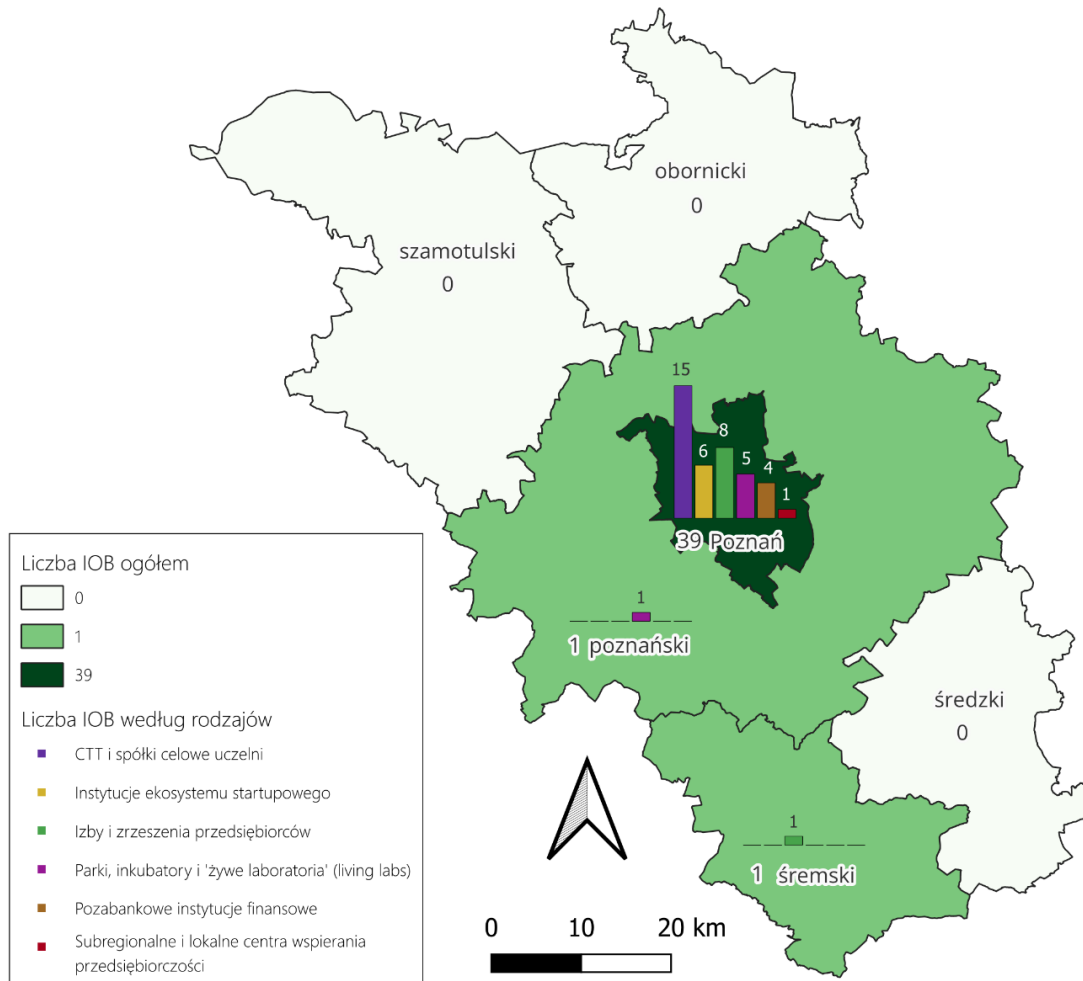 obornicki
0
szamotulski
0
15
6
8
5
4
1
39 Poznań
1
1 poznański
średzki
0
1
1 śremski
Liczba IOB ogółem
0
1
39
Liczba IOB według rodzajów
CTT i spółki celowe uczelni
Instytucje ekosystemu startupowego
Izby i zrzeszenia przedsiębiorców
Parki, inkubatory i 'żywe laboratoria' (living labs)
Pozabankowe instytucje finansowe
Subregionalne i lokalne centra wspierania
przedsiębiorczości
0 10 20 km